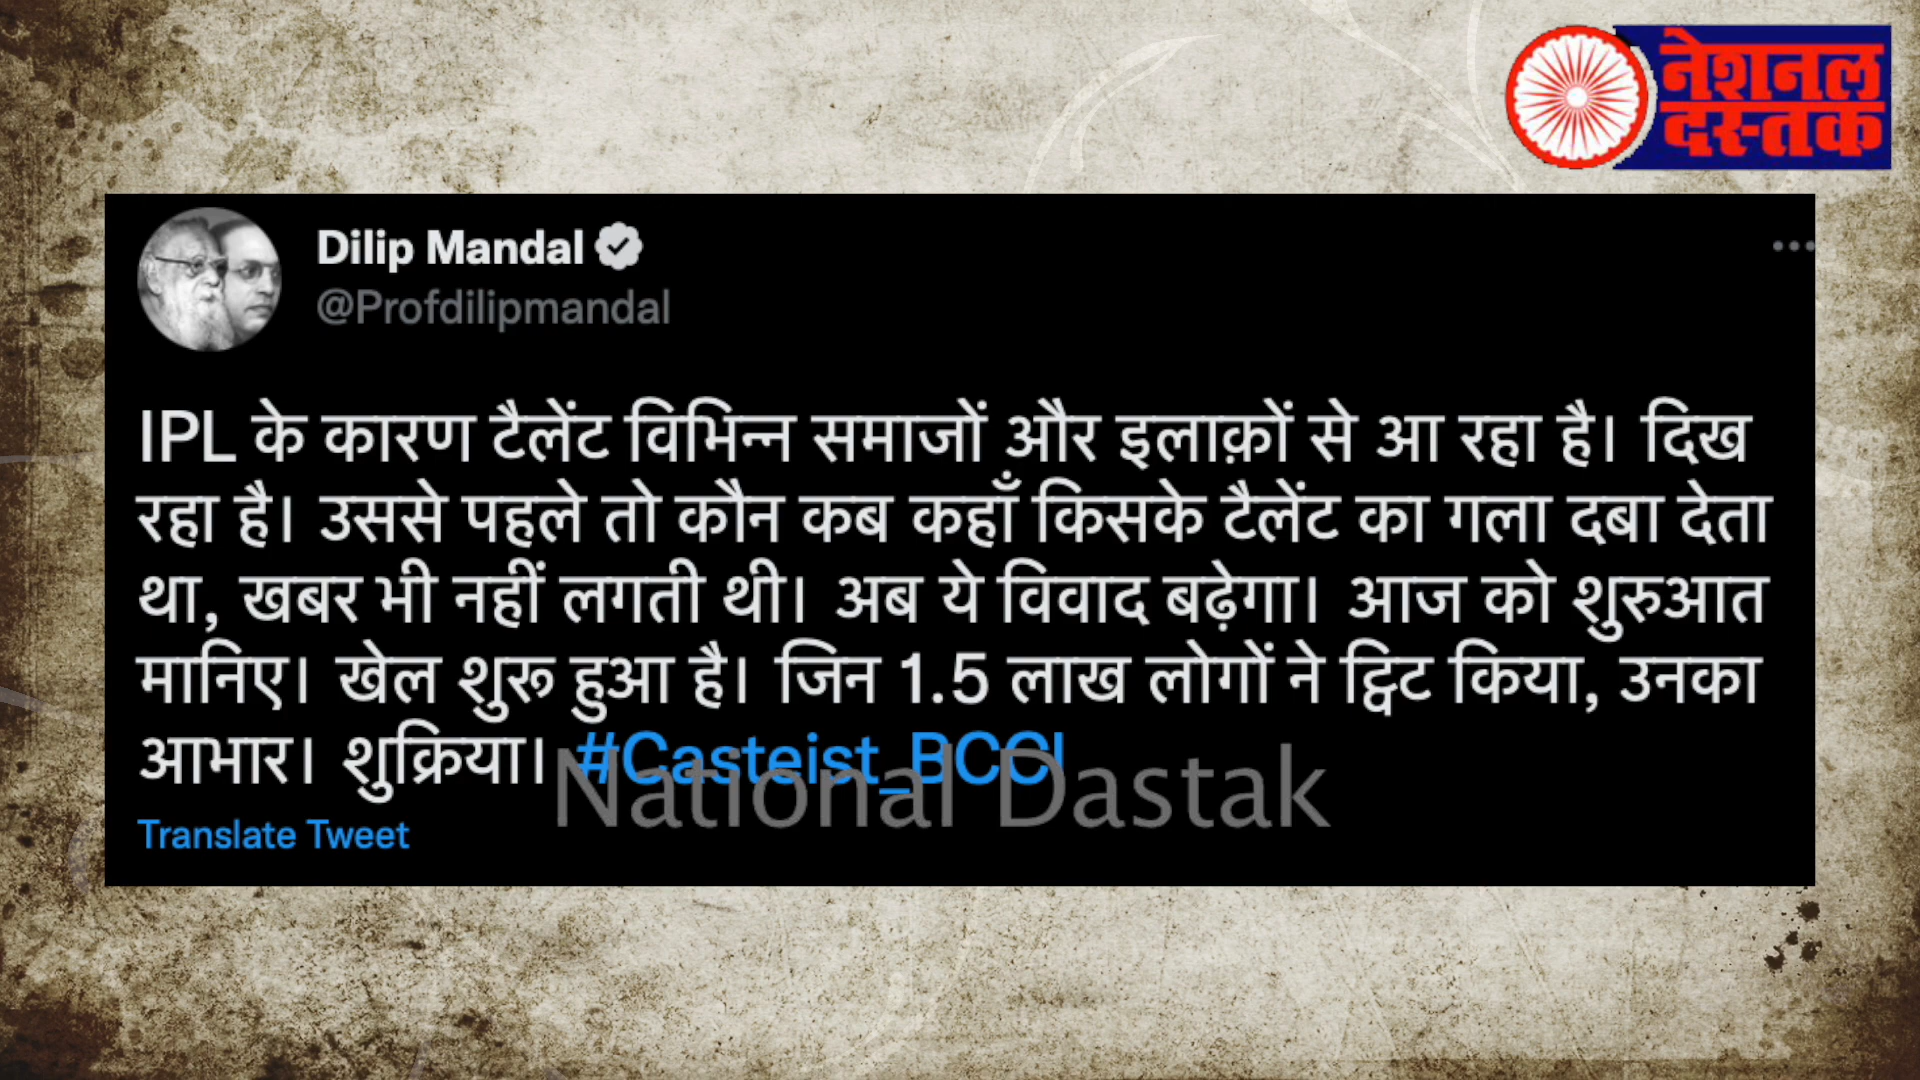 नेशनल
दस्तक
Dilip Mandal
@Profdilipmandal
IPL के कारण टैलेंट विभिन्न समाजों और इलाक़ों से आ रहा है। दिख
रहा है। उससे पहले तो कौन कब कहाँ किसके टैलेंट का गला दबा देता
था, खबर भी नहीं लगती थी। अब ये विवाद बढ़ेगा। आज को शुरुआत
मानिए। खेल शुरू हुआ है। जिन 1.5 लाख लोगों ने ट्विट किया, उनका
आभार। शुक्रिया। #Casteist_BCCI
National Dastak
Translate Tweet